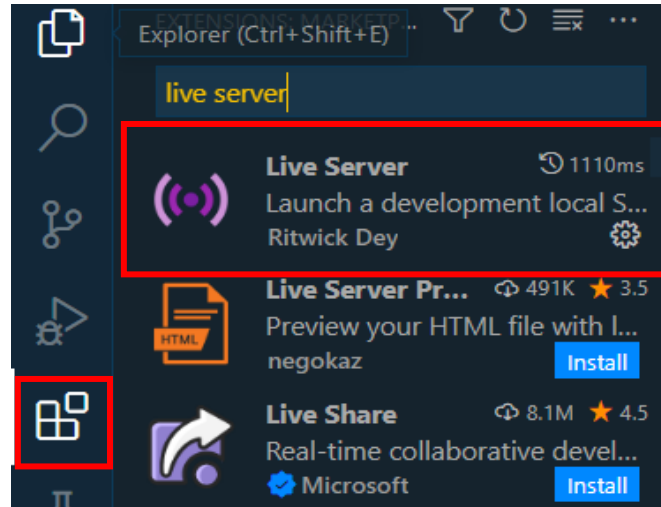 EXTENSIONS: MARKETP...
Explorer (Ctrl+Shift+E)
live server
Live Server 1110ms
Launch a development local S...
Ritwick Dey
Live Server Pr... 491K ★ 3.5
Preview your HTML file with l...
HTML
negokaz Install
Live Share 8.1M ★ 4.5
Real-time collaborative devel...
Microsoft Install